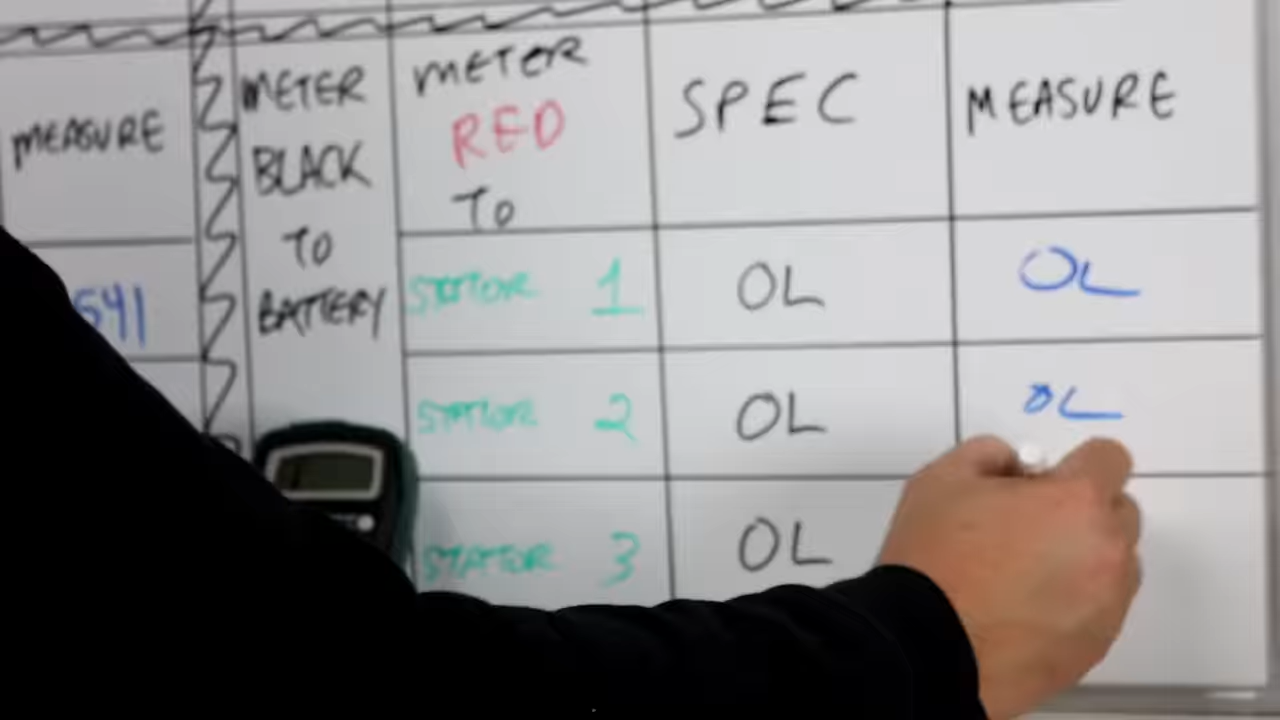 MEASURE
541
METER
BLACK
TO
BATTERY
METER
RED
TO
STATOR 1
STATOR 2
STATOR 3
SPEC
OL
OL
OL
MEASURE
OL
OL